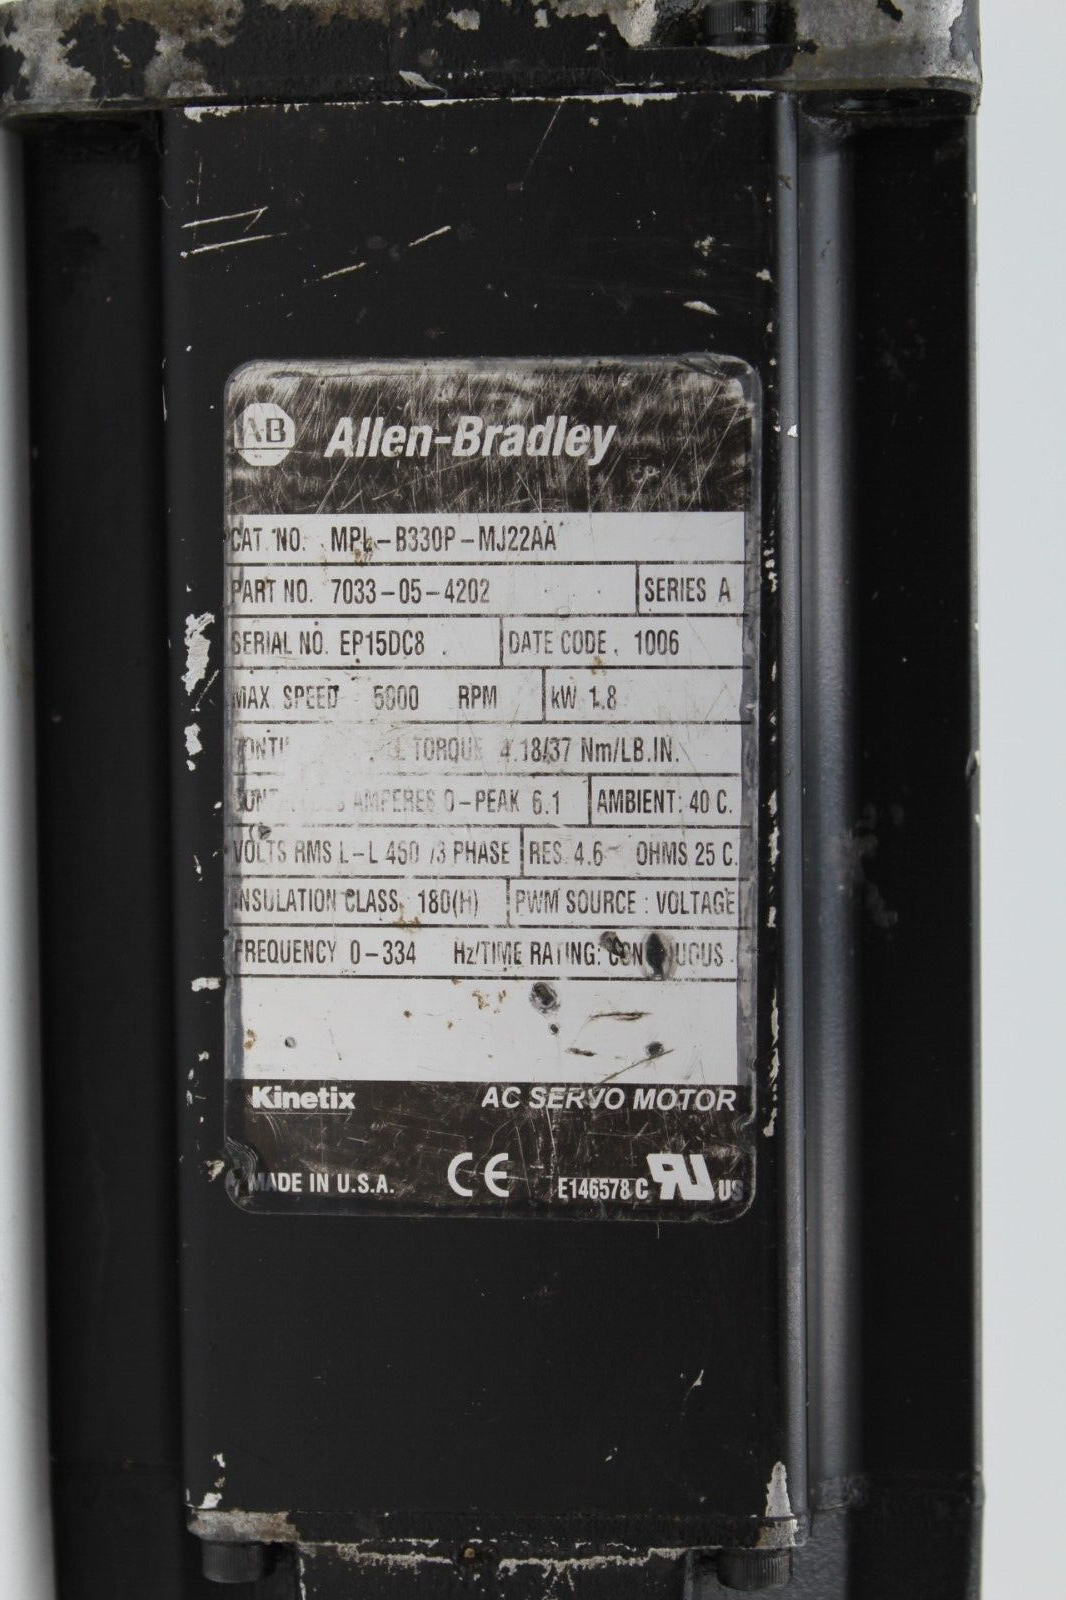 A-B Allen-Bradley
CAT. NO. MPL-B330P-MJ22AA
PART NO. 7033-05-4202 SERIES A
SERIAL NO. EP15DC8 DATE CODE. 1006
MAX SPEED RPM kW 1.8
TORQUE 4.18/37 Nm/LB.IN.
AMPERES 0-PEAK 6.1 AMBIENT: 40 C.
VOLTS RMS L-L 460 /3 PHASE RES. 4.6 OHMS 25 C.
INSULATION CLASS 180(H) PWM SOURCE: VOLTAGE
FREQUENCY 0-334 Hz/TIME RATING:
Kinetix AC SERVO MOTOR
MADE IN U.S.A. CE E146578 C RU US